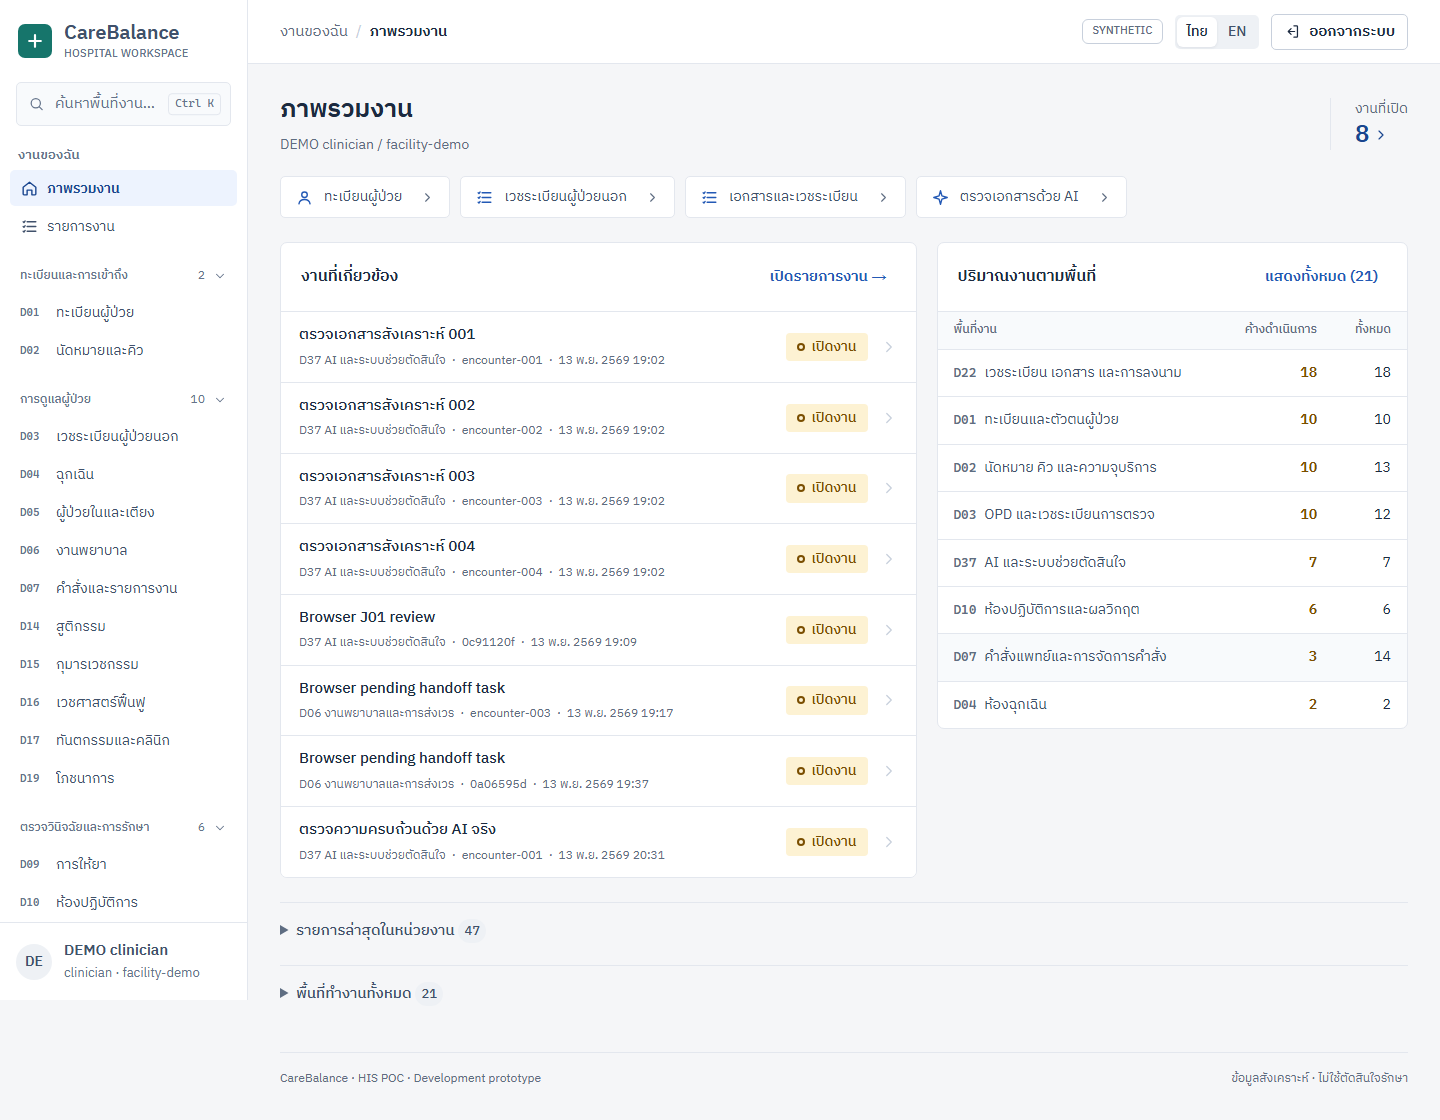 CareBalance
HOSPITAL WORKSPACE
ค้นหาพื้นที่งาน... Ctrl K
งานของฉัน
ภาพรวมงาน
รายการงาน
ทะเบียนและการเข้าถึง 2
D01 ทะเบียนผู้ป่วย
D02 นัดหมายและคิว
การดูแลผู้ป่วย 10
D03 เวชระเบียนผู้ป่วยนอก
D04 ฉุกเฉิน
D05 ผู้ป่วยในและเตียง
D06 งานพยาบาล
D07 คำสั่งและรายการงาน
D14 สูติกรรม
D15 กุมารเวชกรรม
D16 เวชศาสตร์ฟื้นฟู
D17 ทันตกรรมและคลินิก
D19 โภชนาการ
ตรวจวินิจฉัยและการรักษา 6
D09 การให้ยา
D10 ห้องปฏิบัติการ
DE DEMO clinician
clinician · facility-demo
งานของฉัน / ภาพรวมงาน
SYNTHETIC ไทย EN ออกจากระบบ
ภาพรวมงาน
DEMO clinician / facility-demo
งานที่เปิด
8 ›
ทะเบียนผู้ป่วย › เวชระเบียนผู้ป่วยนอก › เอกสารและเวชระเบียน › ตรวจเอกสารด้วย AI ›
งานที่เกี่ยวข้อง เปิดรายการงาน →
ตรวจเอกสารสังเคราะห์ 001
D37 AI และระบบช่วยตัดสินใจ · encounter-001 · 13 พ.ย. 2569 19:02
เปิดงาน
ตรวจเอกสารสังเคราะห์ 002
D37 AI และระบบช่วยตัดสินใจ · encounter-002 · 13 พ.ย. 2569 19:02
เปิดงาน
ตรวจเอกสารสังเคราะห์ 003
D37 AI และระบบช่วยตัดสินใจ · encounter-003 · 13 พ.ย. 2569 19:02
เปิดงาน
ตรวจเอกสารสังเคราะห์ 004
D37 AI และระบบช่วยตัดสินใจ · encounter-004 · 13 พ.ย. 2569 19:02
เปิดงาน
Browser J01 review
D37 AI และระบบช่วยตัดสินใจ · 0c91120f · 13 พ.ย. 2569 19:09
เปิดงาน
Browser pending handoff task
D06 งานพยาบาลและการส่งเวร · encounter-003 · 13 พ.ย. 2569 19:17
เปิดงาน
Browser pending handoff task
D06 งานพยาบาลและการส่งเวร · 0a06595d · 13 พ.ย. 2569 19:37
เปิดงาน
ตรวจความครบถ้วนด้วย AI จริง
D37 AI และระบบช่วยตัดสินใจ · encounter-001 · 13 พ.ย. 2569 20:31
เปิดงาน
ปริมาณงานตามพื้นที่ แสดงทั้งหมด (21)
พื้นที่งาน ค้างดำเนินการ ทั้งหมด
D22 เวชระเบียน เอกสาร และการลงนาม 18 18
D01 ทะเบียนและตัวตนผู้ป่วย 10 10
D02 นัดหมาย คิว และความจุบริการ 10 13
D03 OPD และเวชระเบียนการตรวจ 10 12
D37 AI และระบบช่วยตัดสินใจ 7 7
D10 ห้องปฏิบัติการและผลวิกฤต 6 6
D07 คำสั่งแพทย์และการจัดการคำสั่ง 3 14
D04 ห้องฉุกเฉิน 2 2
▶ รายการล่าสุดในหน่วยงาน 47
▶ พื้นที่ทำงานทั้งหมด 21
CareBalance · HIS POC · Development prototype
ข้อมูลสังเคราะห์ · ไม่ใช้ตัดสินใจรักษา